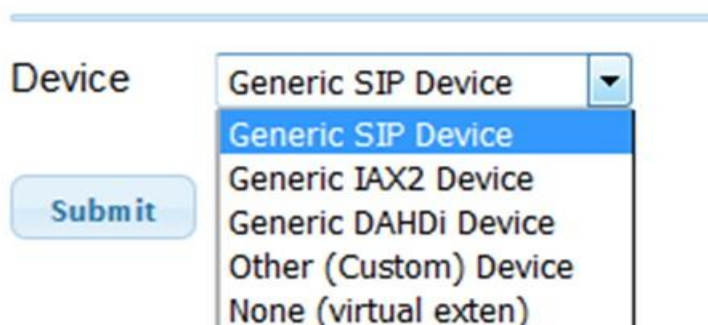 Device
Generic SIP Device
Generic SIP Device
Generic IAX2 Device
Submit
Generic DAHDi Device
Other (Custom) Device
None (virtual exten)